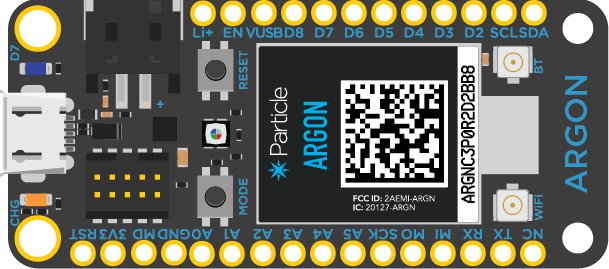 Li+ EN VUSB D8 D7 D6 D5 D4 D3 D2 SCL SDA
D7
RESET
BT
+
Particle
ARGON
ARGNC3P0R2D2BB8
ARGON
FCC ID: 2AEMI-ARGN
IC: 20127-ARGN
MODE
WiFi
CHG
RST 3V3 MD GND A0 A1 A2 A3 A4 A5 SCK MO MI RX TX NC